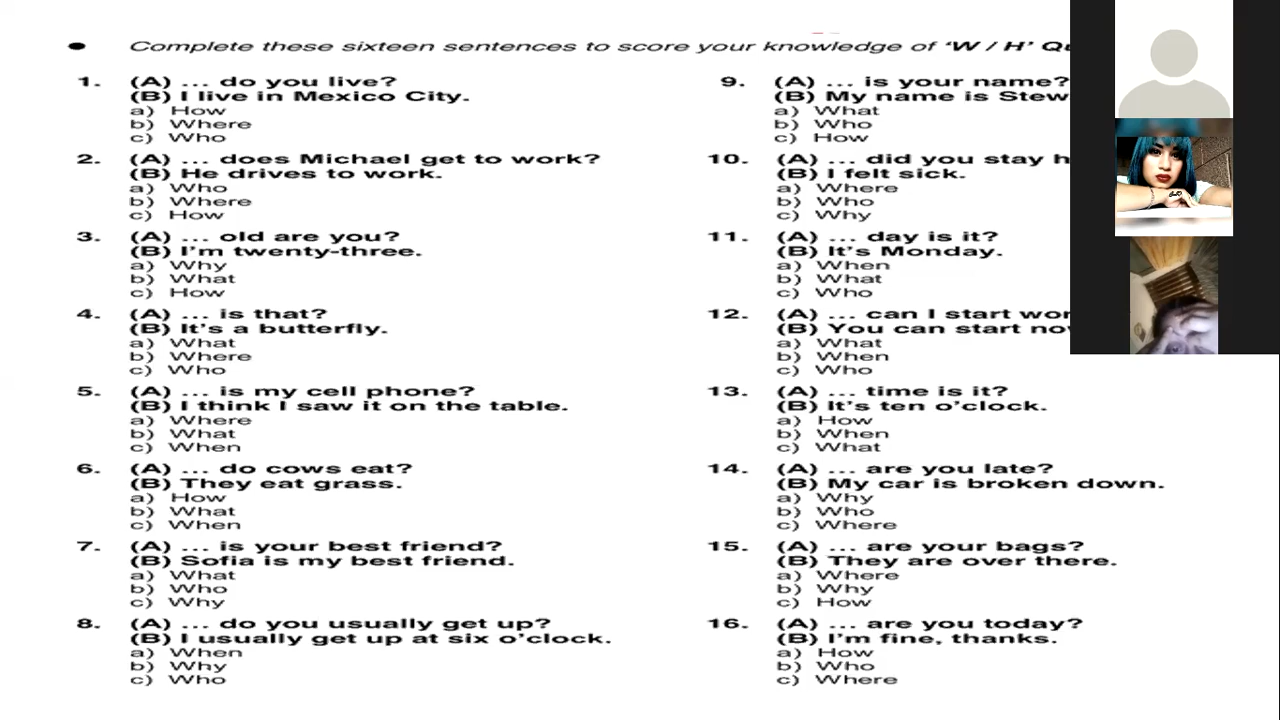 • Complete these sixteen sentences to score your knowledge of 'W / H'
1. (A) ... do you live?
(B) I live in Mexico City.
a) How
b) Where
c) Who
2. (A) ... does Michael get to work?
(B) He drives to work.
a) Who
b) Where
c) How
3. (A) ... old are you?
(B) I'm twenty-three.
a) Why
b) What
c) How
4. (A) ... is that?
(B) It's a butterfly.
a) What
b) Where
c) Who
5. (A) ... is my cell phone?
(B) I think I saw it on the table.
a) Where
b) What
c) When
6. (A) ... do cows eat?
(B) They eat grass.
a) How
b) What
c) When
7. (A) ... is your best friend?
(B) Sofia is my best friend.
a) What
b) Who
c) Why
8. (A) ... do you usually get up?
(B) I usually get up at six o'clock.
a) When
b) Why
c) Who
9. (A) ... is your name?
(B) My name is
a) What
b) Who
c) How
10. (A) ... did you stay
(B) I felt sick.
a) Where
b) Who
c) Why
11. (A) ... day is it?
(B) It's Monday.
a) When
b) What
c) Who
12. (A) ... can I start
(B) You can start
a) What
b) When
c) Who
13. (A) ... time is it?
(B) It's ten o'clock.
a) How
b) When
c) What
14. (A) ... are you late?
(B) My car is broken down.
a) Why
b) Who
c) Where
15. (A) ... are your bags?
(B) They are over there.
a) Where
b) Why
c) How
16. (A) ... are you today?
(B) I'm fine, thanks.
a) How
b) Who
c) Where